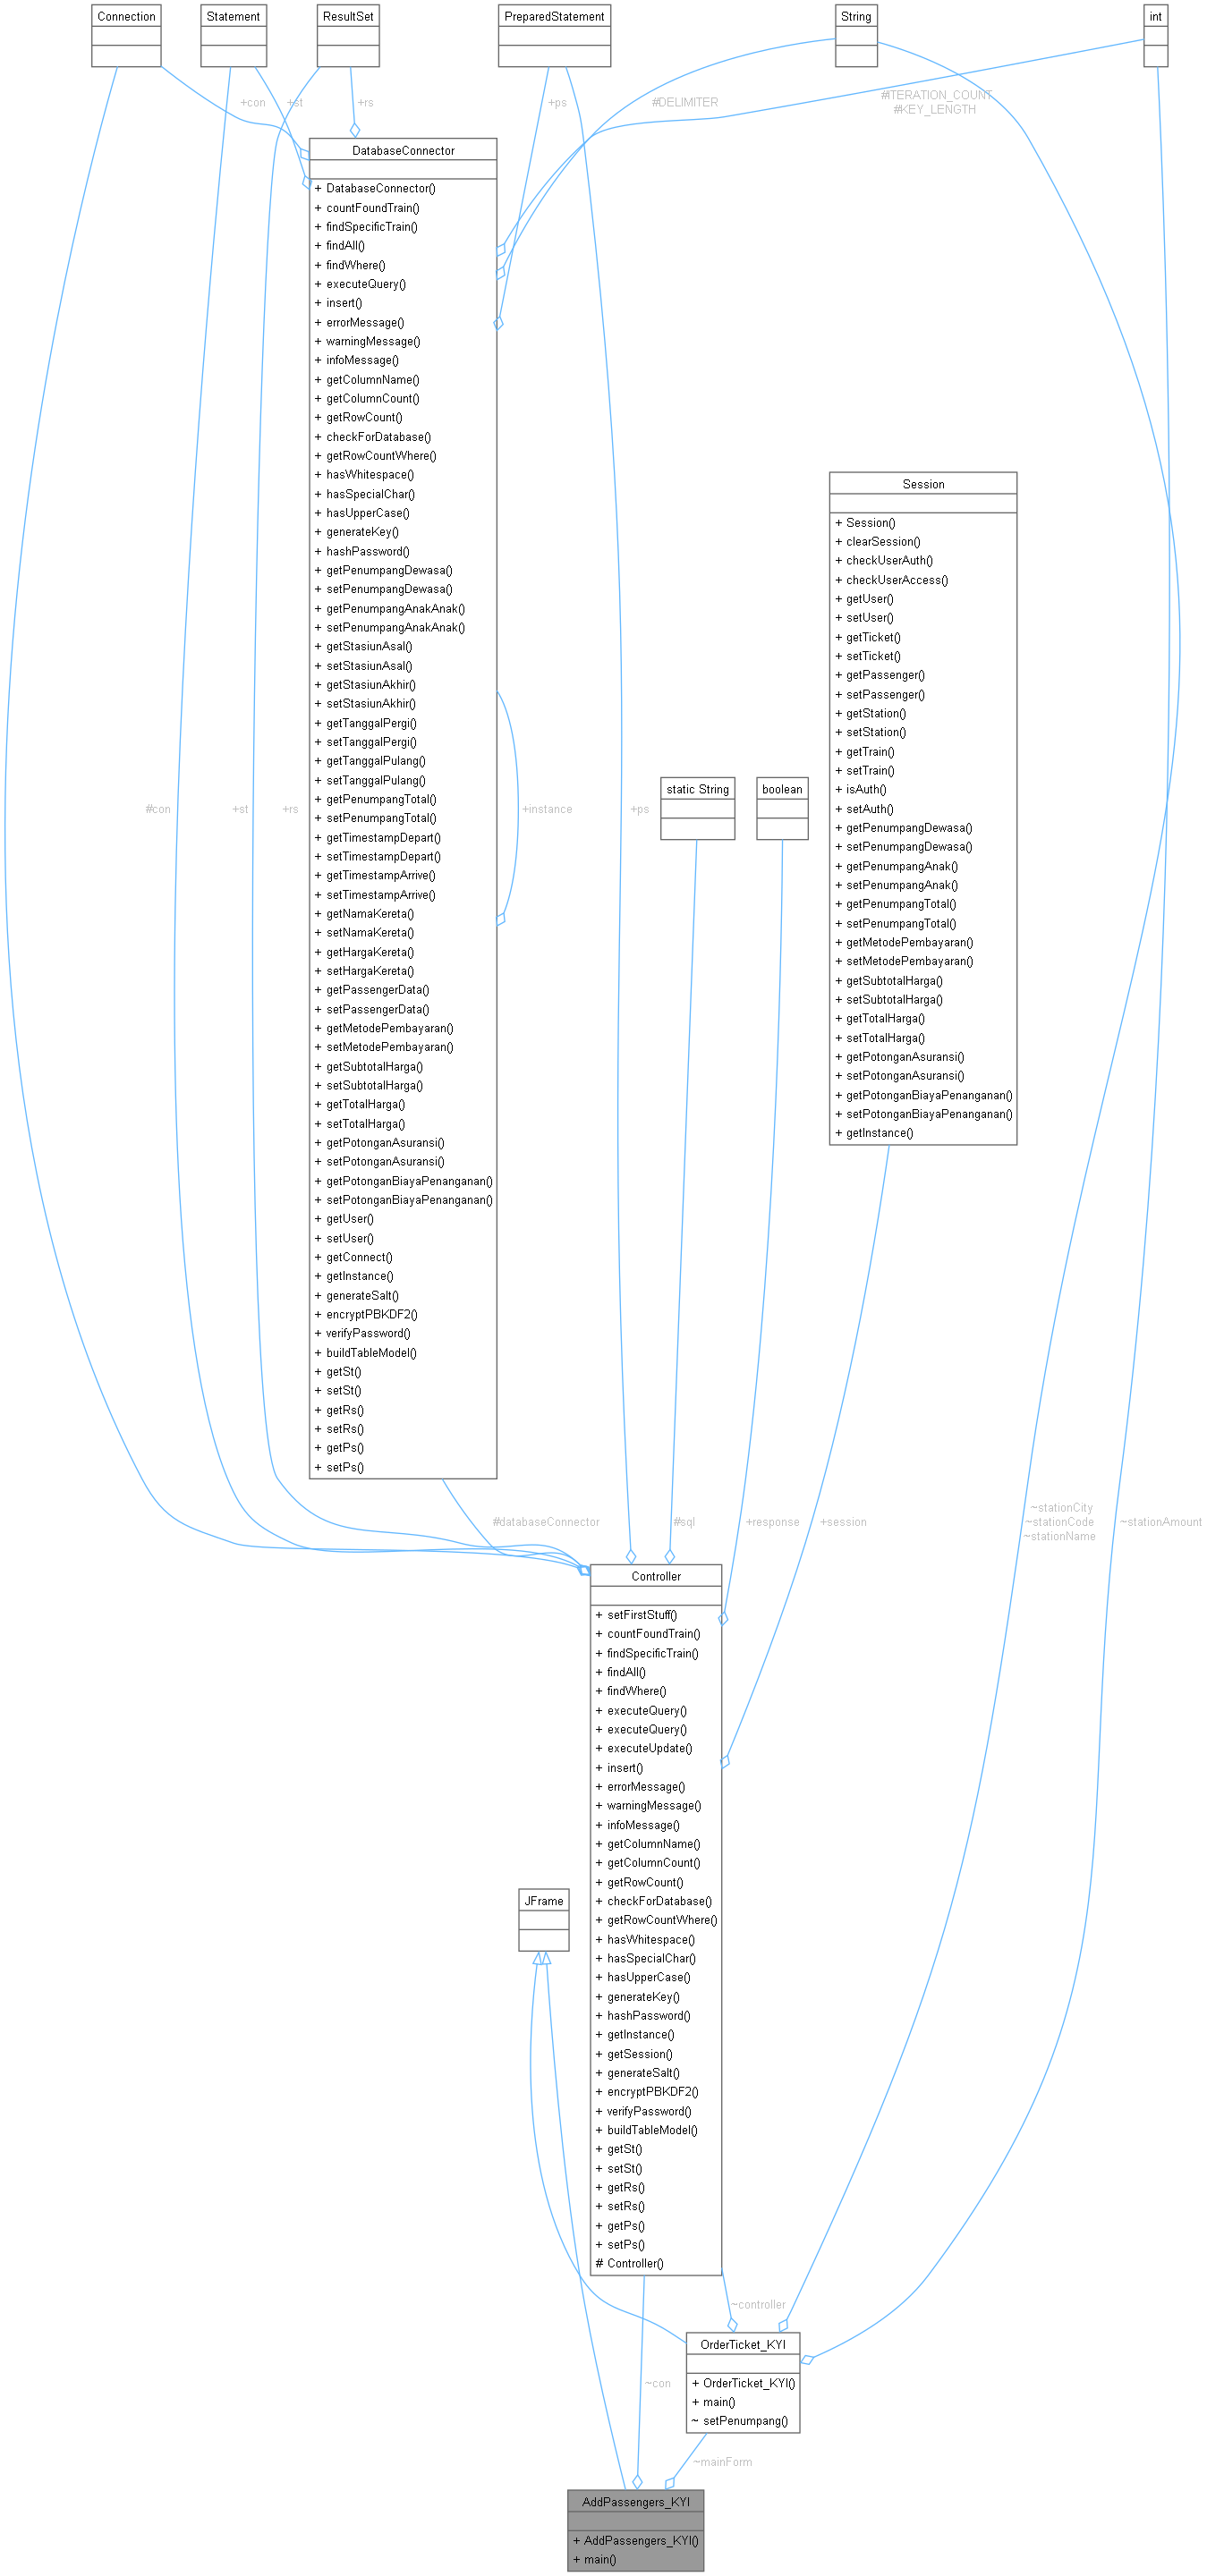 Connection
Statement
ResultSet
PreparedStatement
String
int
+con
+st
+rs
+ps
#DELIMITER
#ITERATION_COUNT
#KEY_LENGTH
DatabaseConnector
+ DatabaseConnector()
+ countFoundTrain()
+ findSpecificTrain()
+ findAll()
+ findWhere()
+ executeQuery()
+ insert()
+ errorMessage()
+ warningMessage()
+ infoMessage()
+ getColumnName()
+ getColumnCount()
+ getRowCount()
+ checkForDatabase()
+ getRowCountWhere()
+ hasWhitespace()
+ hasSpecialChar()
+ hasUpperCase()
+ generateKey()
+ hashPassword()
+ getPenumpangDewasa()
+ setPenumpangDewasa()
+ getPenumpangAnakAnak()
+ setPenumpangAnakAnak()
+ getStasiunAsal()
+ setStasiunAsal()
+ getStasiunAkhir()
+ setStasiunAkhir()
+ getTanggalPergi()
+ setTanggalPergi()
+ getTanggalPulang()
+ setTanggalPulang()
+ getPenumpangTotal()
+ setPenumpangTotal()
+ getTimestampDepart()
+ setTimestampDepart()
+ getTimestampArrive()
+ setTimestampArrive()
+ getNamaKereta()
+ setNamaKereta()
+ getHargaKereta()
+ setHargaKereta()
+ getPassengerData()
+ setPassengerData()
+ getMetodePembayaran()
+ setMetodePembayaran()
+ getSubtotalHarga()
+ setSubtotalHarga()
+ getTotalHarga()
+ setTotalHarga()
+ getPotonganAsuransi()
+ setPotonganAsuransi()
+ getPotonganBiayaPenanganan()
+ setPotonganBiayaPenanganan()
+ getUser()
+ setUser()
+ getConnect()
+ getInstance()
+ generateSalt()
+ encryptPBKDF2()
+ verifyPassword()
+ buildTableModel()
+ getSt()
+ setSt()
+ getRs()
+ setRs()
+ getPs()
+ setPs()
Session
+ Session()
+ clearSession()
+ checkUserAuth()
+ checkUserAccess()
+ getUser()
+ setUser()
+ getTicket()
+ setTicket()
+ getPassenger()
+ setPassenger()
+ getStation()
+ setStation()
+ getTrain()
+ setTrain()
+ isAuth()
+ setAuth()
+ getPenumpangDewasa()
+ setPenumpangDewasa()
+ getPenumpangAnak()
+ setPenumpangAnak()
+ getPenumpangTotal()
+ setPenumpangTotal()
+ getMetodePembayaran()
+ setMetodePembayaran()
+ getSubtotalHarga()
+ setSubtotalHarga()
+ getTotalHarga()
+ setTotalHarga()
+ getPotonganAsuransi()
+ setPotonganAsuransi()
+ getPotonganBiayaPenanganan()
+ setPotonganBiayaPenanganan()
+ getInstance()
static String
boolean
#con
+st
+rs
+instance
+ps
#databaseConnector
#sql
+response
+session
~stationCity
~stationCode
~stationName
~stationAmount
Controller
+ setFirstStuff()
+ countFoundTrain()
+ findSpecificTrain()
+ findAll()
+ findWhere()
+ executeQuery()
+ executeQuery()
+ executeUpdate()
+ insert()
+ errorMessage()
+ warningMessage()
+ infoMessage()
+ getColumnName()
+ getColumnCount()
+ getRowCount()
+ checkForDatabase()
+ getRowCountWhere()
+ hasWhitespace()
+ hasSpecialChar()
+ hasUpperCase()
+ generateKey()
+ hashPassword()
+ getInstance()
+ getSession()
+ generateSalt()
+ encryptPBKDF2()
+ verifyPassword()
+ buildTableModel()
+ getSt()
+ setSt()
+ getRs()
+ setRs()
+ getPs()
+ setPs()
# Controller()
JFrame
~controller
OrderTicket_KYI
+ OrderTicket_KYI()
+ main()
~ setPenumpang()
~con
~mainForm
AddPassengers_KYI
+ AddPassengers_KYI()
+ main()